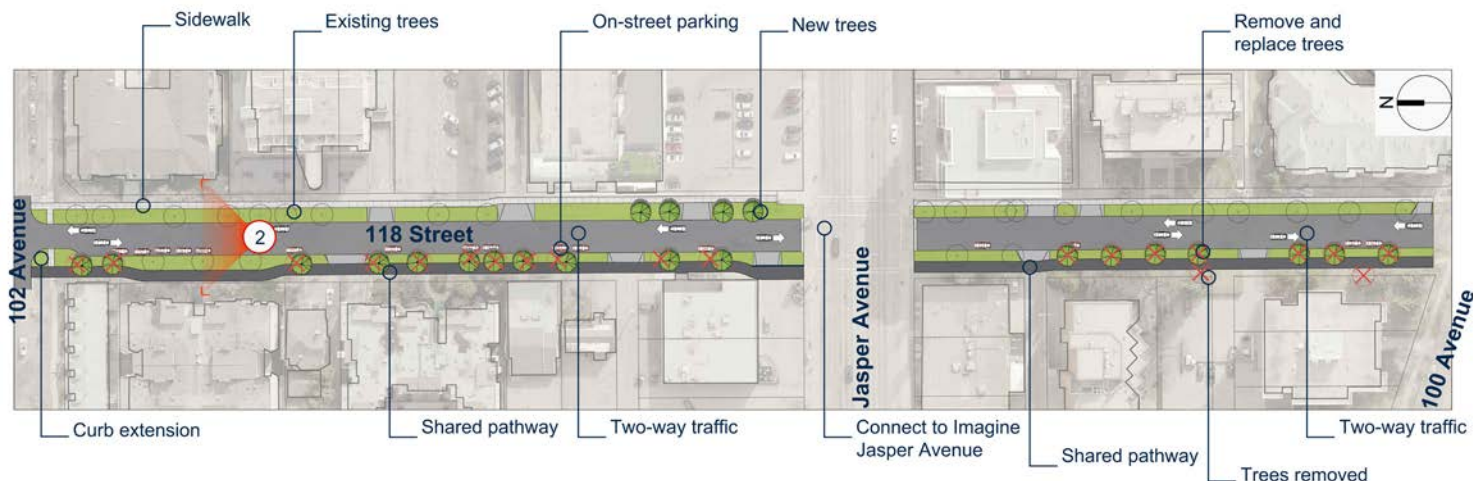 Sidewalk
Existing trees
On-street parking
New trees
Remove and
replace trees
N
102 Avenue
2
118 Street
Jasper Avenue
100 Avenue
Curb extension
Shared pathway
Two-way traffic
Connect to Imagine
Jasper Avenue
Shared pathway
Trees removed
Two-way traffic